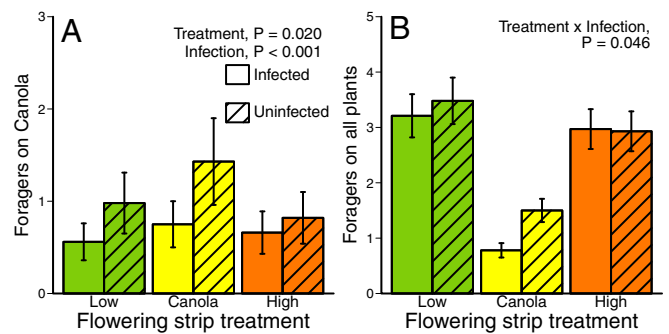 A
Treatment, P = 0.020
Infection, P < 0.001
Infected
Uninfected
Foragers on Canola
3
2
1
0
Low
Canola
High
Flowering strip treatment
B
Treatment x Infection,
P = 0.046
Foragers on all plants
5
4
3
2
1
0
Low
Canola
High
Flowering strip treatment